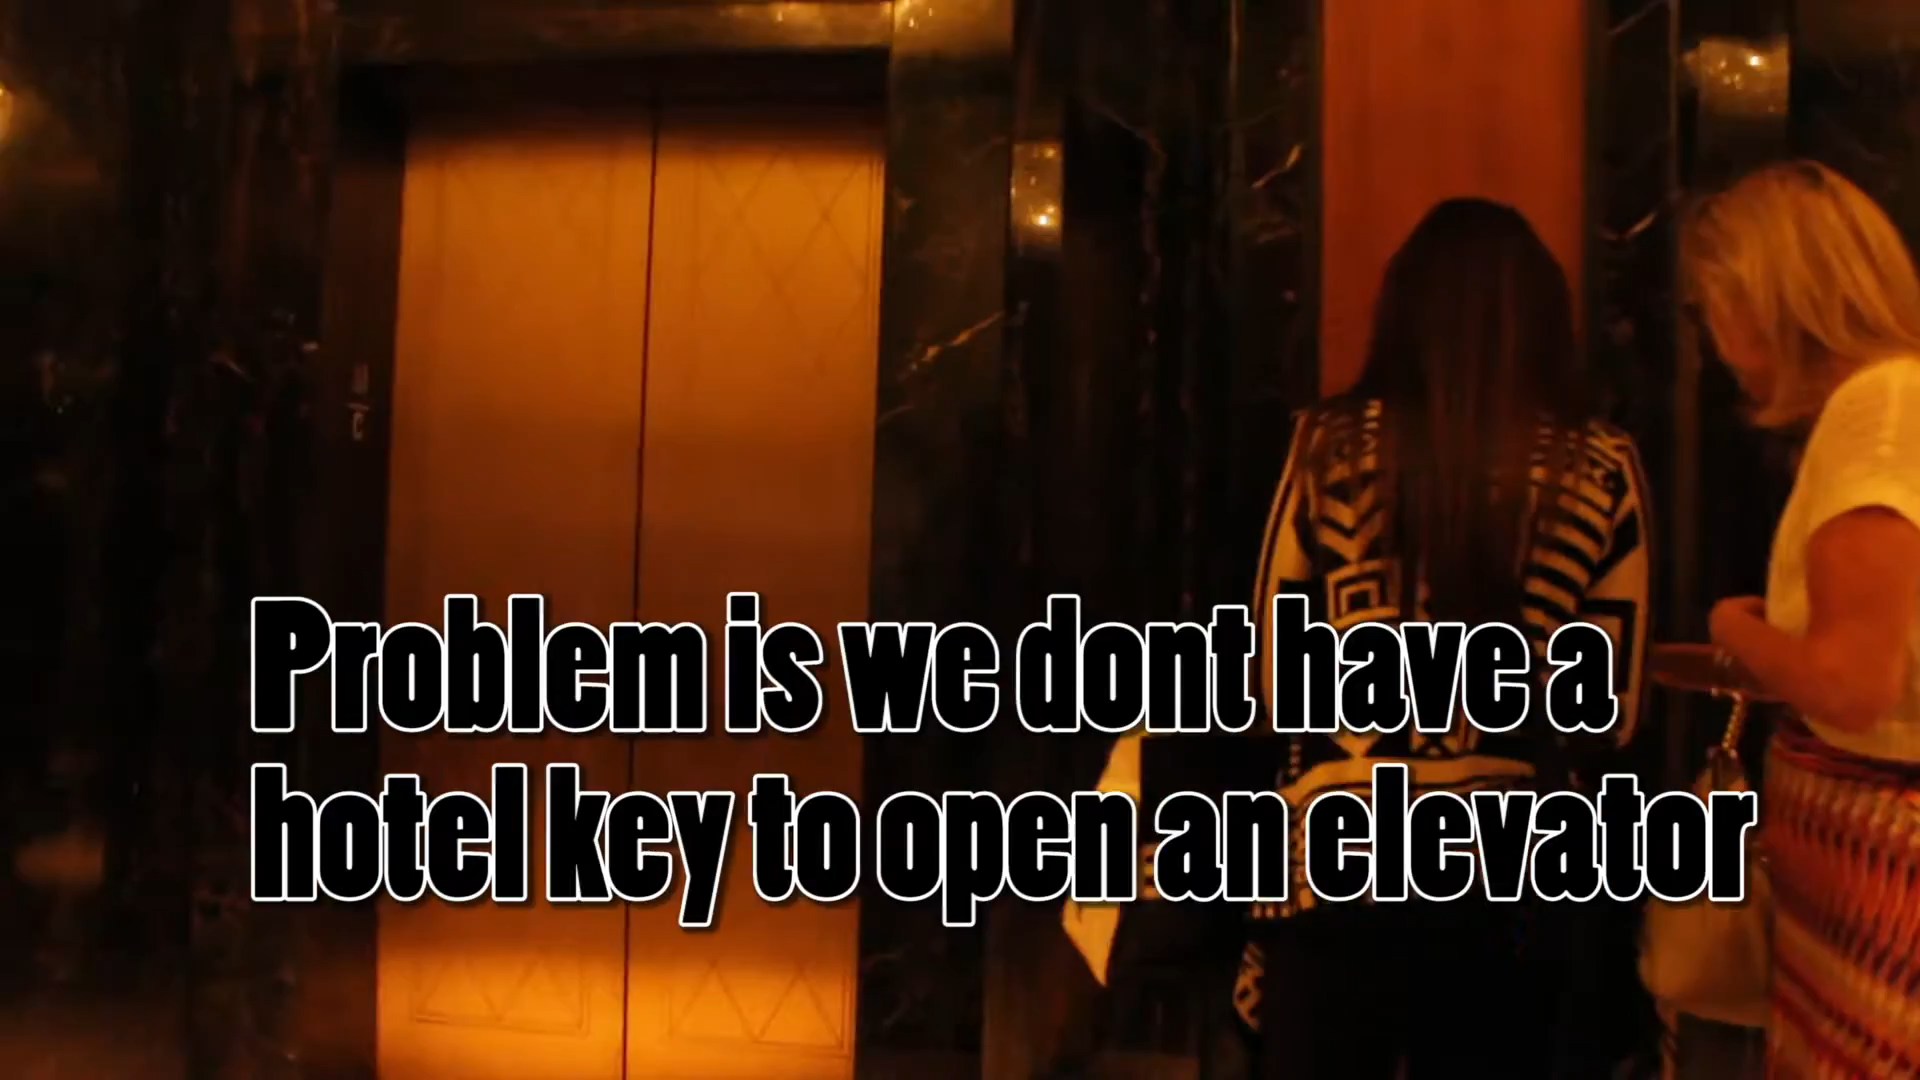 Problem is we dont have a
hotel key to open an elevator